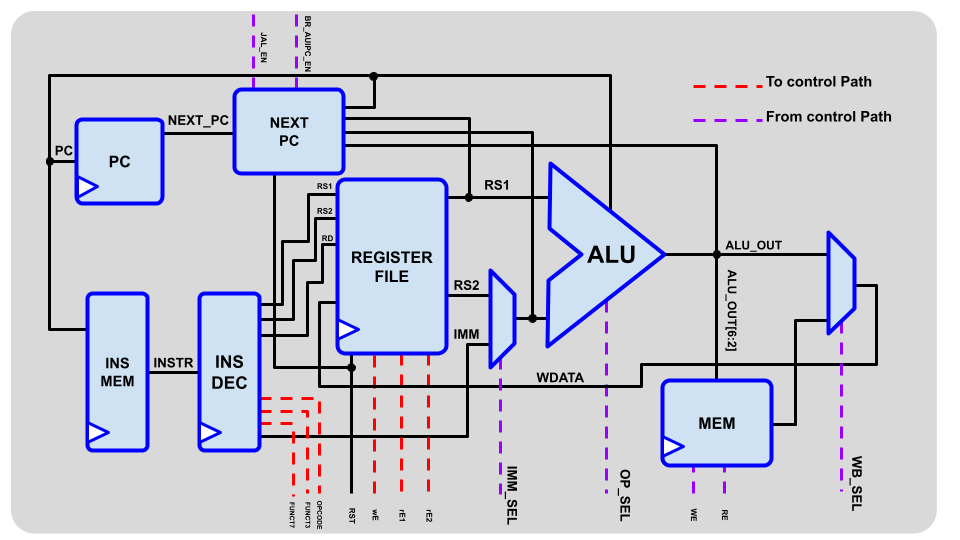 JAL_EN
BR_AUIPC_EN
To control Path
From control Path
NEXT_PC
NEXT
PC
PC
PC
RS1
RS2
RD
REGISTER
FILE
RS1
RS2
IMM
ALU
ALU_OUT
ALU_OUT[6:2]
INS
MEM
INSTR
INS
DEC
WDATA
MEM
FUNCT7
FUNCT3
OPCODE
RST
wE
rE1
rE2
IMM_SEL
OP_SEL
WE
RE
WB_SEL